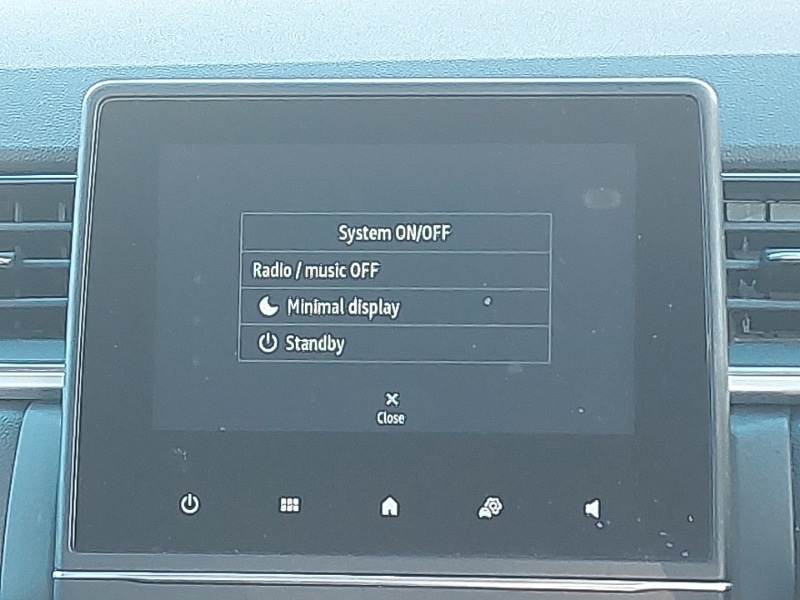 System ON/OFF
Radio / music OFF
Minimal display
Standby
Close